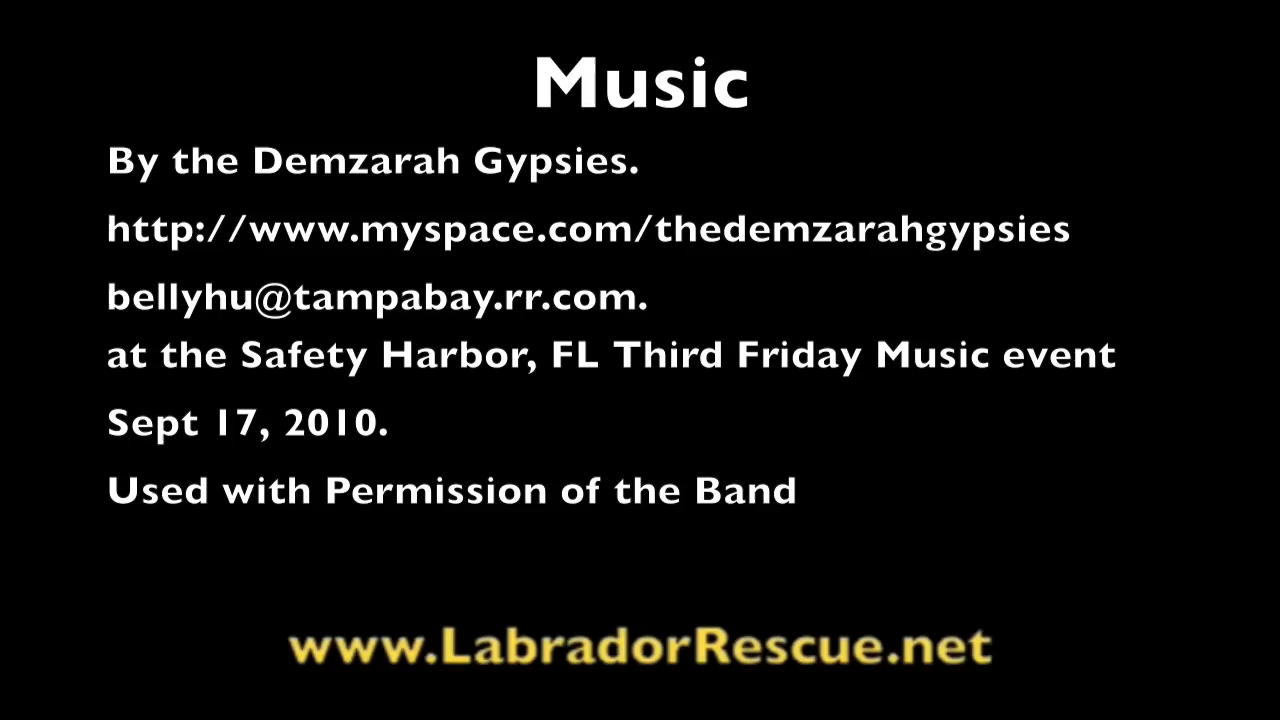 Music
By the Demzarah Gypsies.
http://www.myspace.com/thedemzarahgypsies
bellyhu@tampabay.rr.com.
at the Safety Harbor, FL Third Friday Music event
Sept 17, 2010.
Used with Permission of the Band
www.LabradorRescue.net